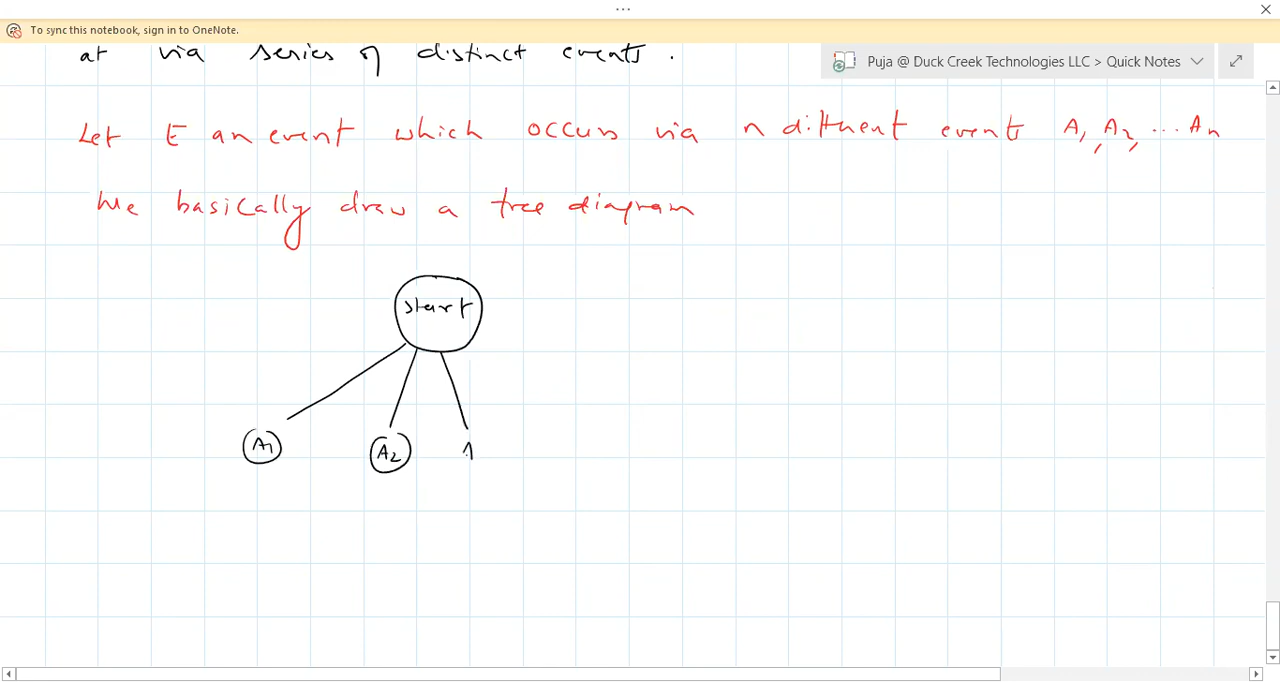 ...
To sync this notebook, sign in to OneNote.
at via series of distinct events.
Puja @ Duck Creek Technologies LLC > Quick Notes
Let E an event which occurs via n different events A1, A2, ... An
We basically draw a tree diagram
start
A1 A2